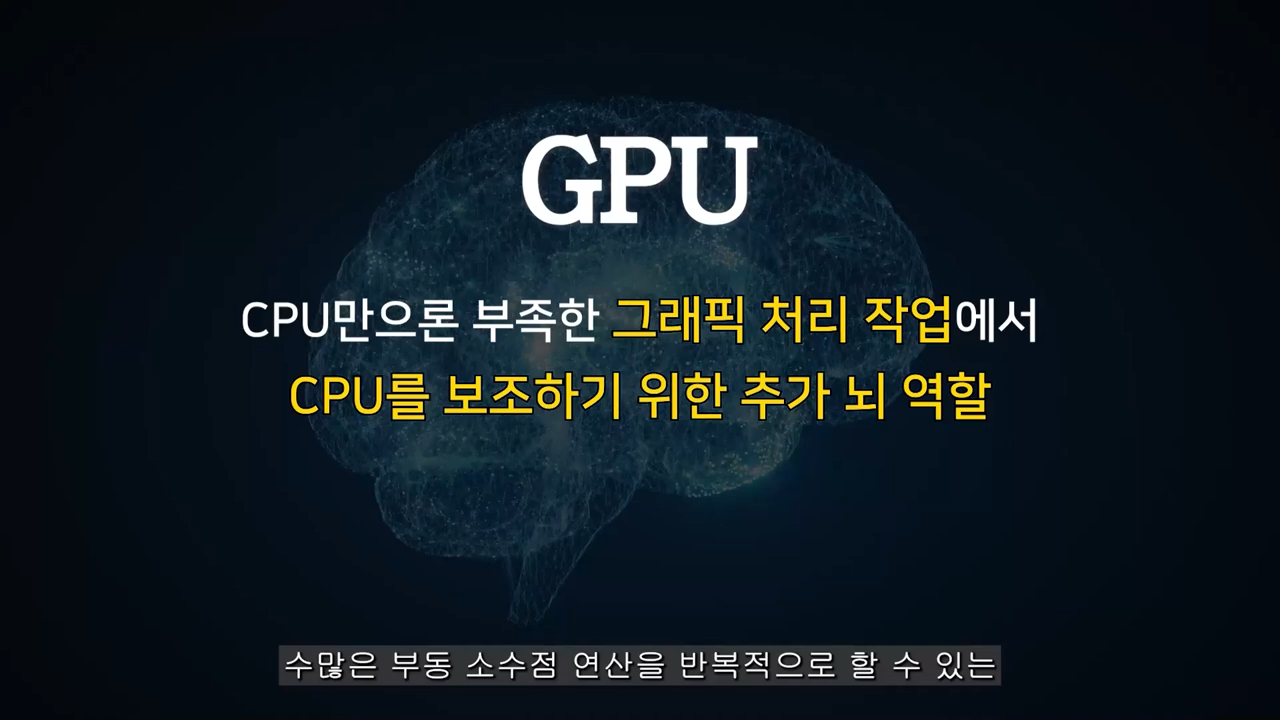 GPU
CPU만으론 부족한 그래픽 처리 작업에서
CPU를 보조하기 위한 추가 뇌 역할
수많은 부동 소수점 연산을 반복적으로 할 수 있는